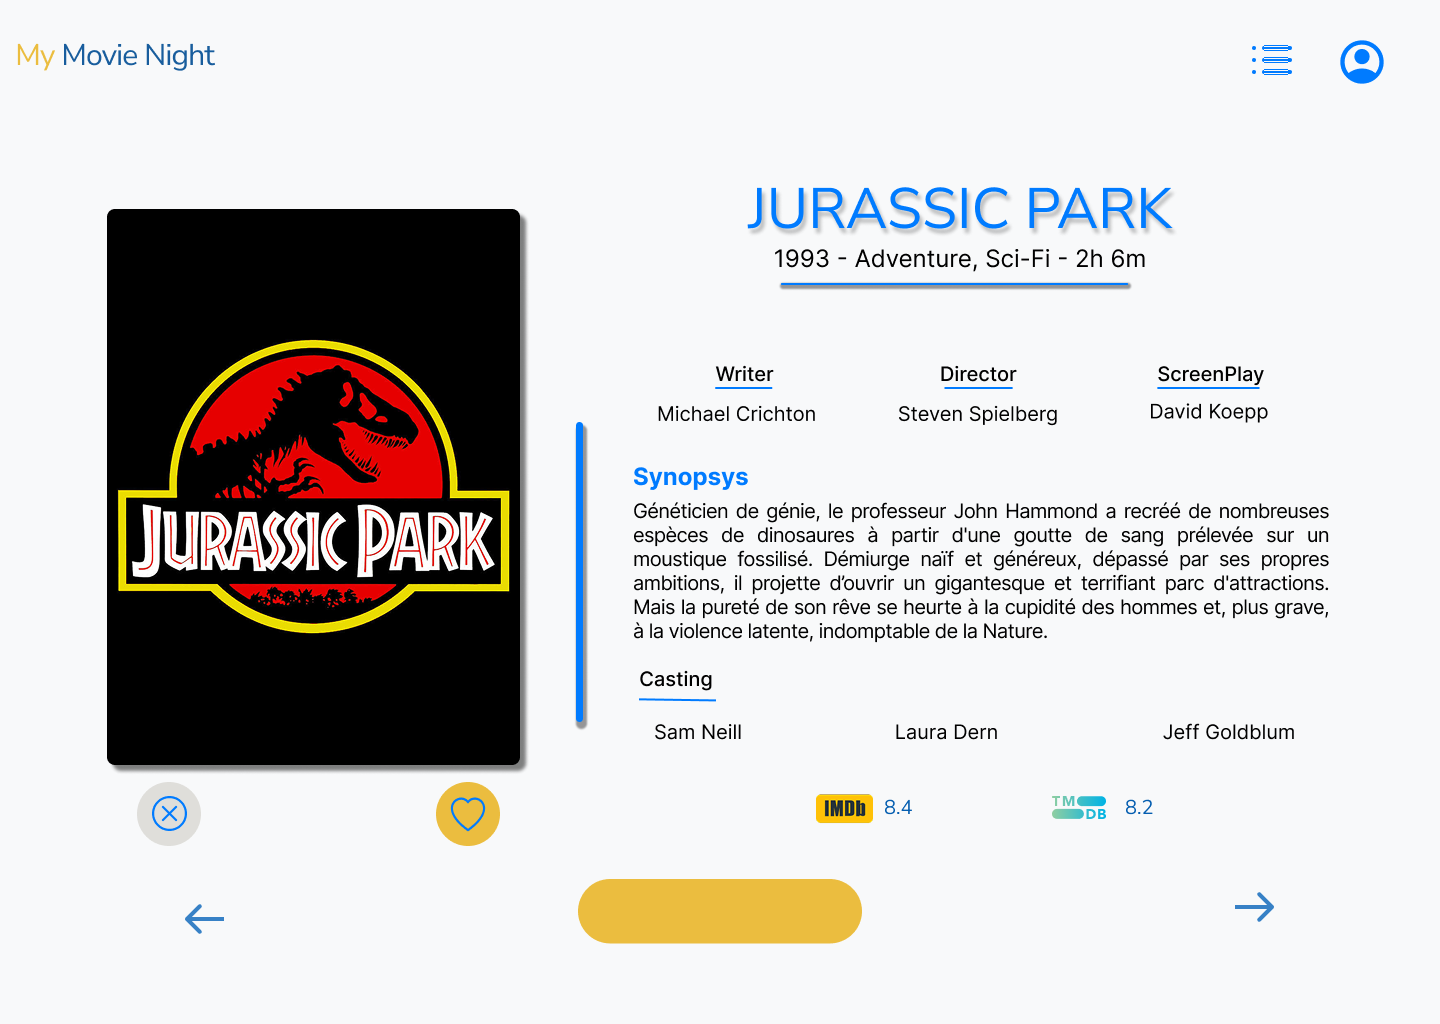 My Movie Night
JURASSIC PARK
1993 - Adventure, Sci-Fi - 2h 6m
Writer
Director
ScreenPlay
Michael Crichton
Steven Spielberg
David Koepp
JURASSIC PARK
Synopsys
Généticien de génie, le professeur John Hammond a recréé de nombreuses
espèces de dinosaures à partir d'une goutte de sang prélevée sur un
moustique fossilisé. Démiurge naïf et généreux, dépassé par ses propres
ambitions, il projette d’ouvrir un gigantesque et terrifiant parc d'attractions.
Mais la pureté de son rêve se heurte à la cupidité des hommes et, plus grave,
à la violence latente, indomptable de la Nature.
Casting
Sam Neill
Laura Dern
Jeff Goldblum
IMDb 8.4
TM
DB
8.2